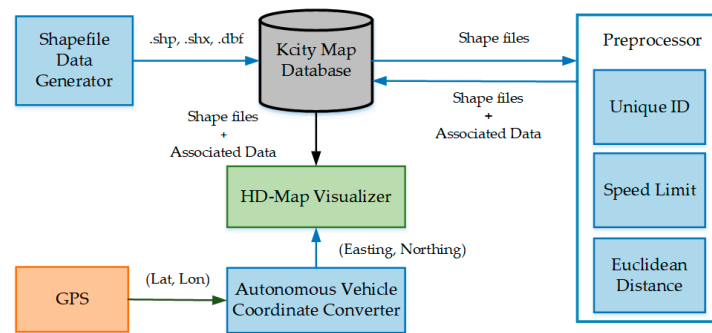 Shapefile
Data
Generator
.shp, .shx, .dbf
Kcity Map
Database
Shape files
Preprocessor
Shape files
+
Associated Data
Unique ID
Speed Limit
Euclidean
Distance
Shape files
+
Associated Data
HD-Map Visualizer
(Easting, Northing)
GPS
(Lat, Lon)
Autonomous Vehicle
Coordinate Converter